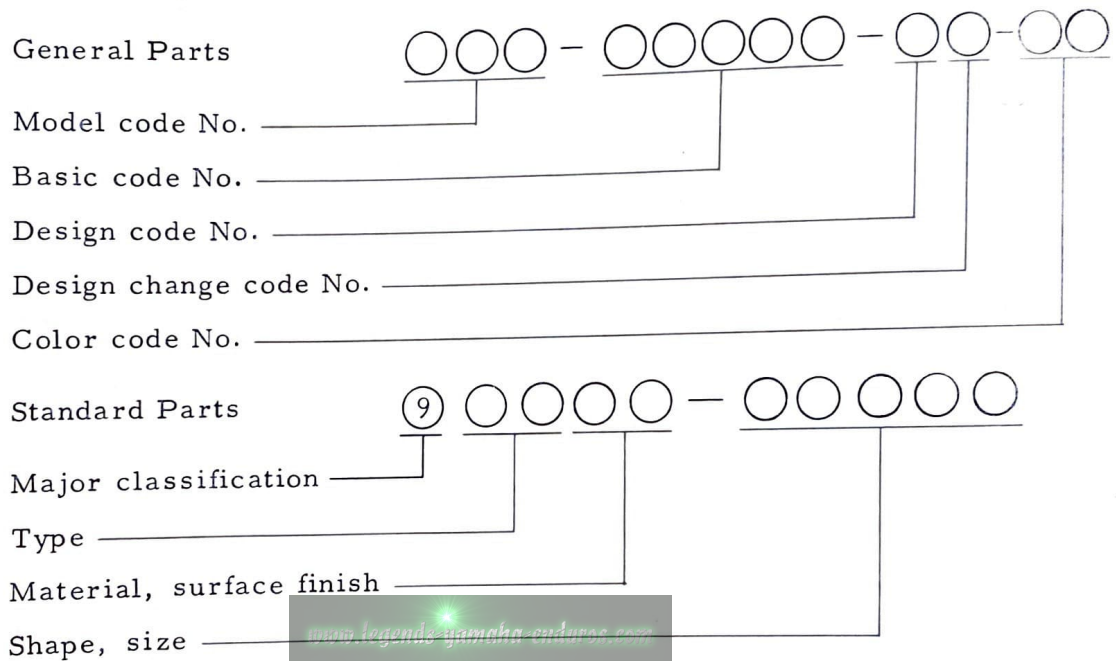 General Parts
Model code No.
Basic code No.
Design code No.
Design change code No.
Color code No.
Standard Parts 9
Major classification
Type
Material, surface finish
Shape, size
www.legends-yamaha-enduros.com